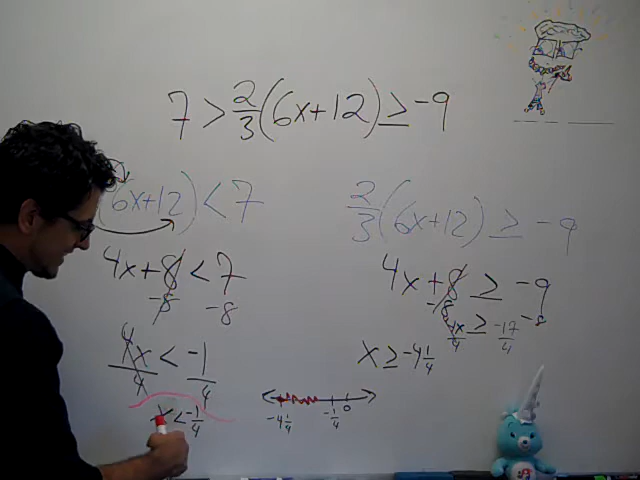 7 > 2/3(6x+12) ≥ -9
(6x+12) < 7
2/3(6x+12) ≥ -9
4x+8 < 7
4x+8 ≥ -9
-8 -8
-8 -8
4x/4 ≥ -17/4
4x/4 < -1/4
x ≥ -4 1/4
x < -1/4
-4 1/4 -1/4 0